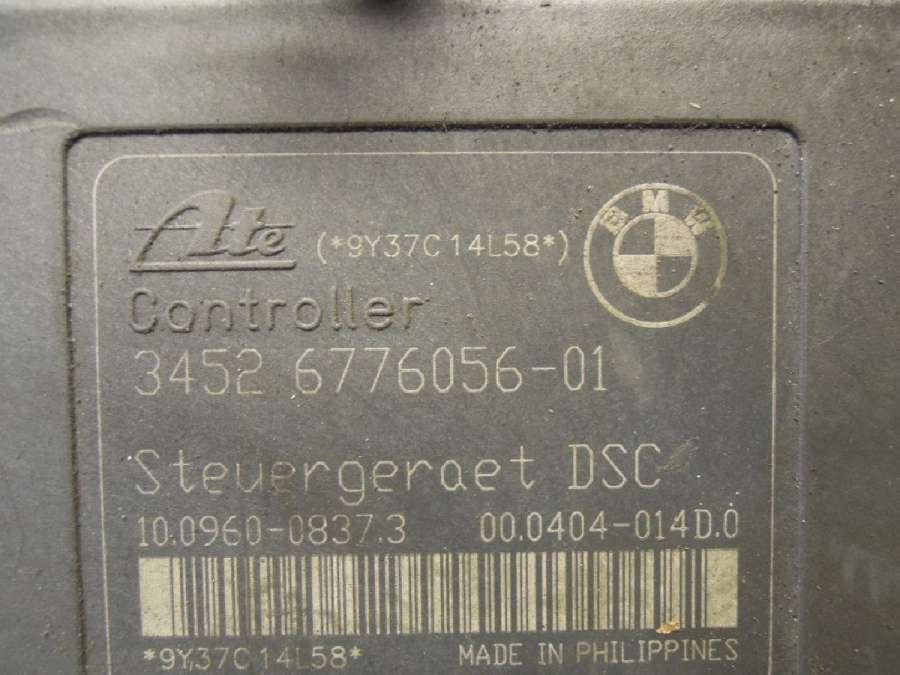 Ate (*9Y37C14L58*)
BMW
Controller
3452 6776056-01
Steuergeraet DSC
10.0960-0837.3 00.0404-014D.0
*9Y37C14L58*
MADE IN PHILIPPINES